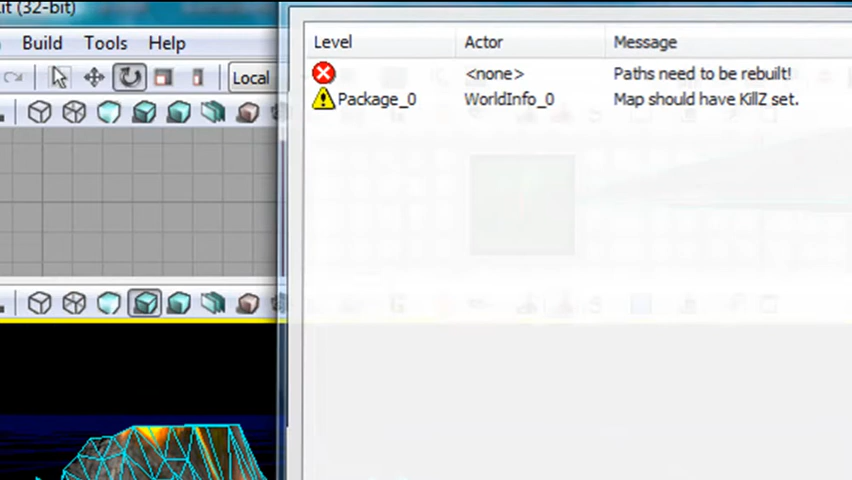 (32-bit)
Build Tools Help
Local
Level Actor Message
<none> Paths need to be rebuilt!
Package_0 WorldInfo_0 Map should have KillZ set.